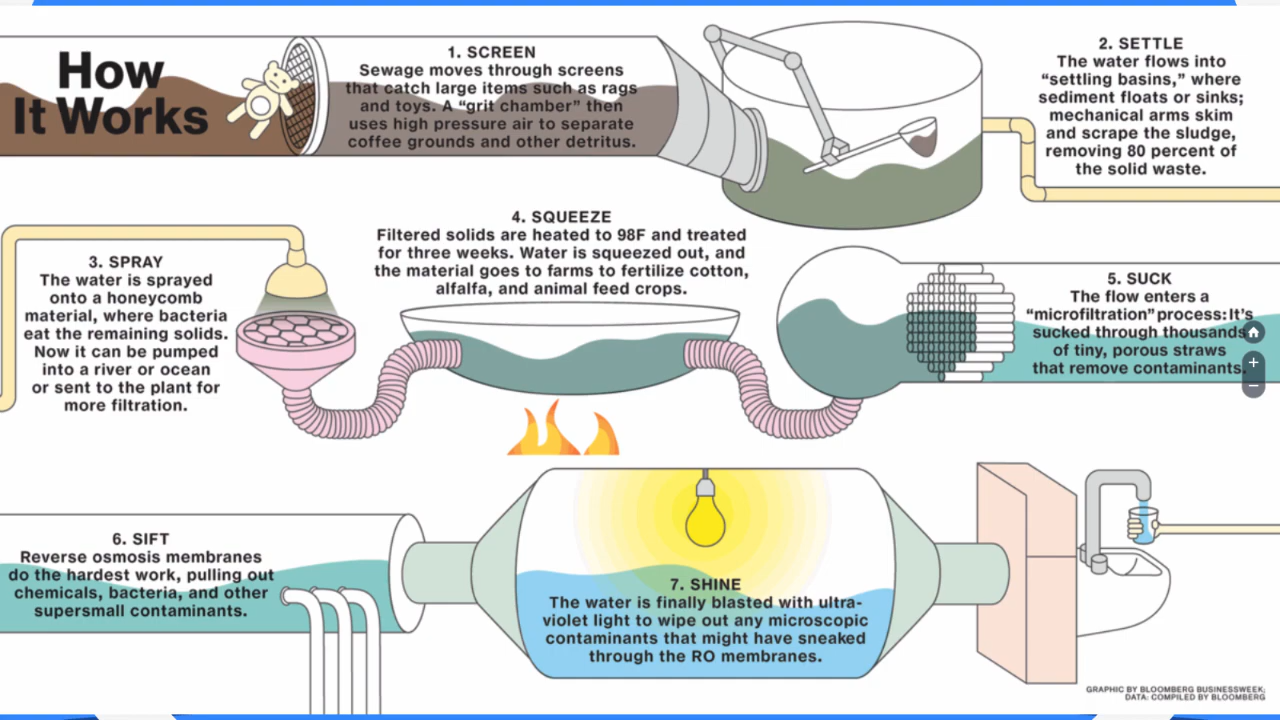 How
It Works
1. SCREEN
Sewage moves through screens
that catch large items such as rags
and toys. A “grit chamber” then
uses high pressure air to separate
coffee grounds and other detritus.
2. SETTLE
The water flows into
“settling basins,” where
sediment floats or sinks;
mechanical arms skim
and scrape the sludge,
removing 80 percent of
the solid waste.
3. SPRAY
The water is sprayed
onto a honeycomb
material, where bacteria
eat the remaining solids.
Now it can be pumped
into a river or ocean
or sent to the plant for
more filtration.
4. SQUEEZE
Filtered solids are heated to 98F and treated
for three weeks. Water is squeezed out, and
the material goes to farms to fertilize cotton,
alfalfa, and animal feed crops.
5. SUCK
The flow enters a
“microfiltration” process: It’s
sucked through thousands
of tiny, porous straws
that remove contaminants.
6. SIFT
Reverse osmosis membranes
do the hardest work, pulling out
chemicals, bacteria, and other
supersmall contaminants.
7. SHINE
The water is finally blasted with ultra-
violet light to wipe out any microscopic
contaminants that might have sneaked
through the RO membranes.
GRAPHIC BY BLOOMBERG BUSINESSWEEK;
DATA: COMPILED BY BLOOMBERG